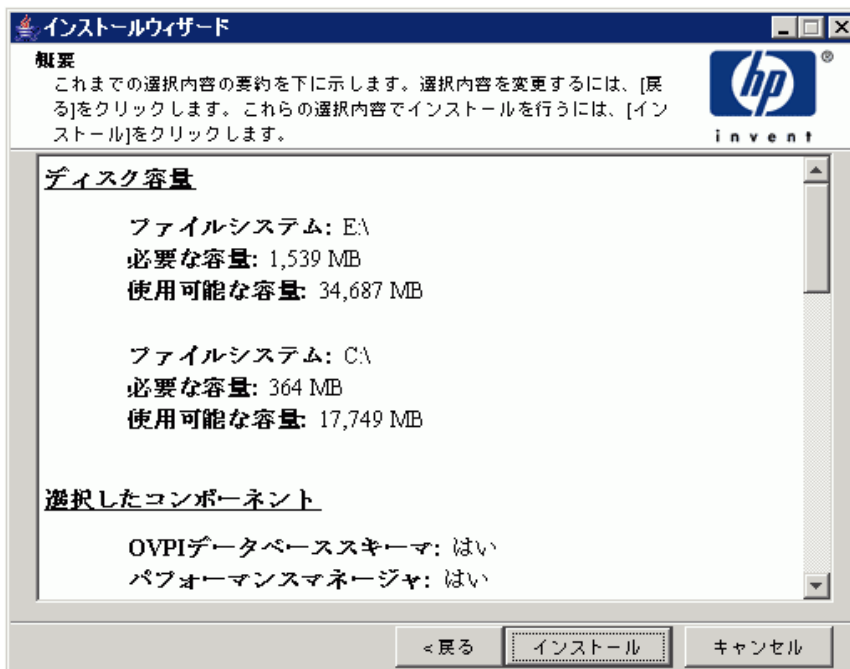 インストールウィザード
概要
これまでの選択内容の要約を下に示します。選択内容を変更するには、[戻
る]をクリックします。これらの選択内容でインストールを行うには、[イン
ストール]をクリックします。
hp
®
invent
ディスク容量
ファイルシステム: E:\
必要な容量: 1,539 MB
使用可能な容量: 34,687 MB
ファイルシステム: C:\
必要な容量: 364 MB
使用可能な容量: 17,749 MB
選択したコンポーネント
OVPIデータベーススキーマ: はい
パフォーマンスマネージャ: はい
<戻る
インストール
キャンセル